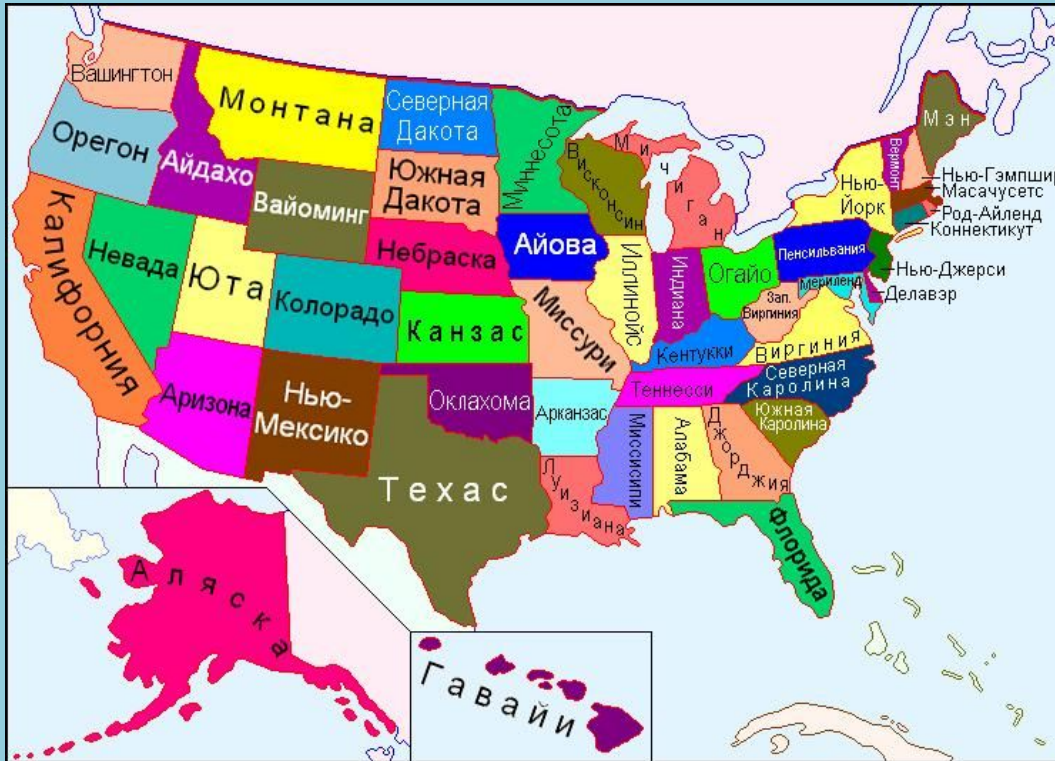 Вашингтон
Монтана
Северная
Дакота
Миннесота
Мэн
Орегон
Айдахо
Южная
Дакота
Висконсин
Мичиган
Вермонт
Нью-Гэмпшир
Масачусетс
Род-Айленд
Коннектикут
Вайоминг
Нью-
Йорк
Калифорния
Невада
Юта
Небраска
Айова
Иллинойс
Индиана
Огайо
Пенсильвания
Нью-Джерси
Мериленд
Делавэр
Колорадо
Канзас
Миссури
Зап.
Виргиния
Кентукки
Виргиния
Аризона
Нью-
Мексико
Оклахома
Арканзас
Теннесси
Северная
Каролина
Южная
Каролина
Техас
Луизиана
Миссисипи
Алабама
Джорджия
Флорида
Аляска
Гавайи